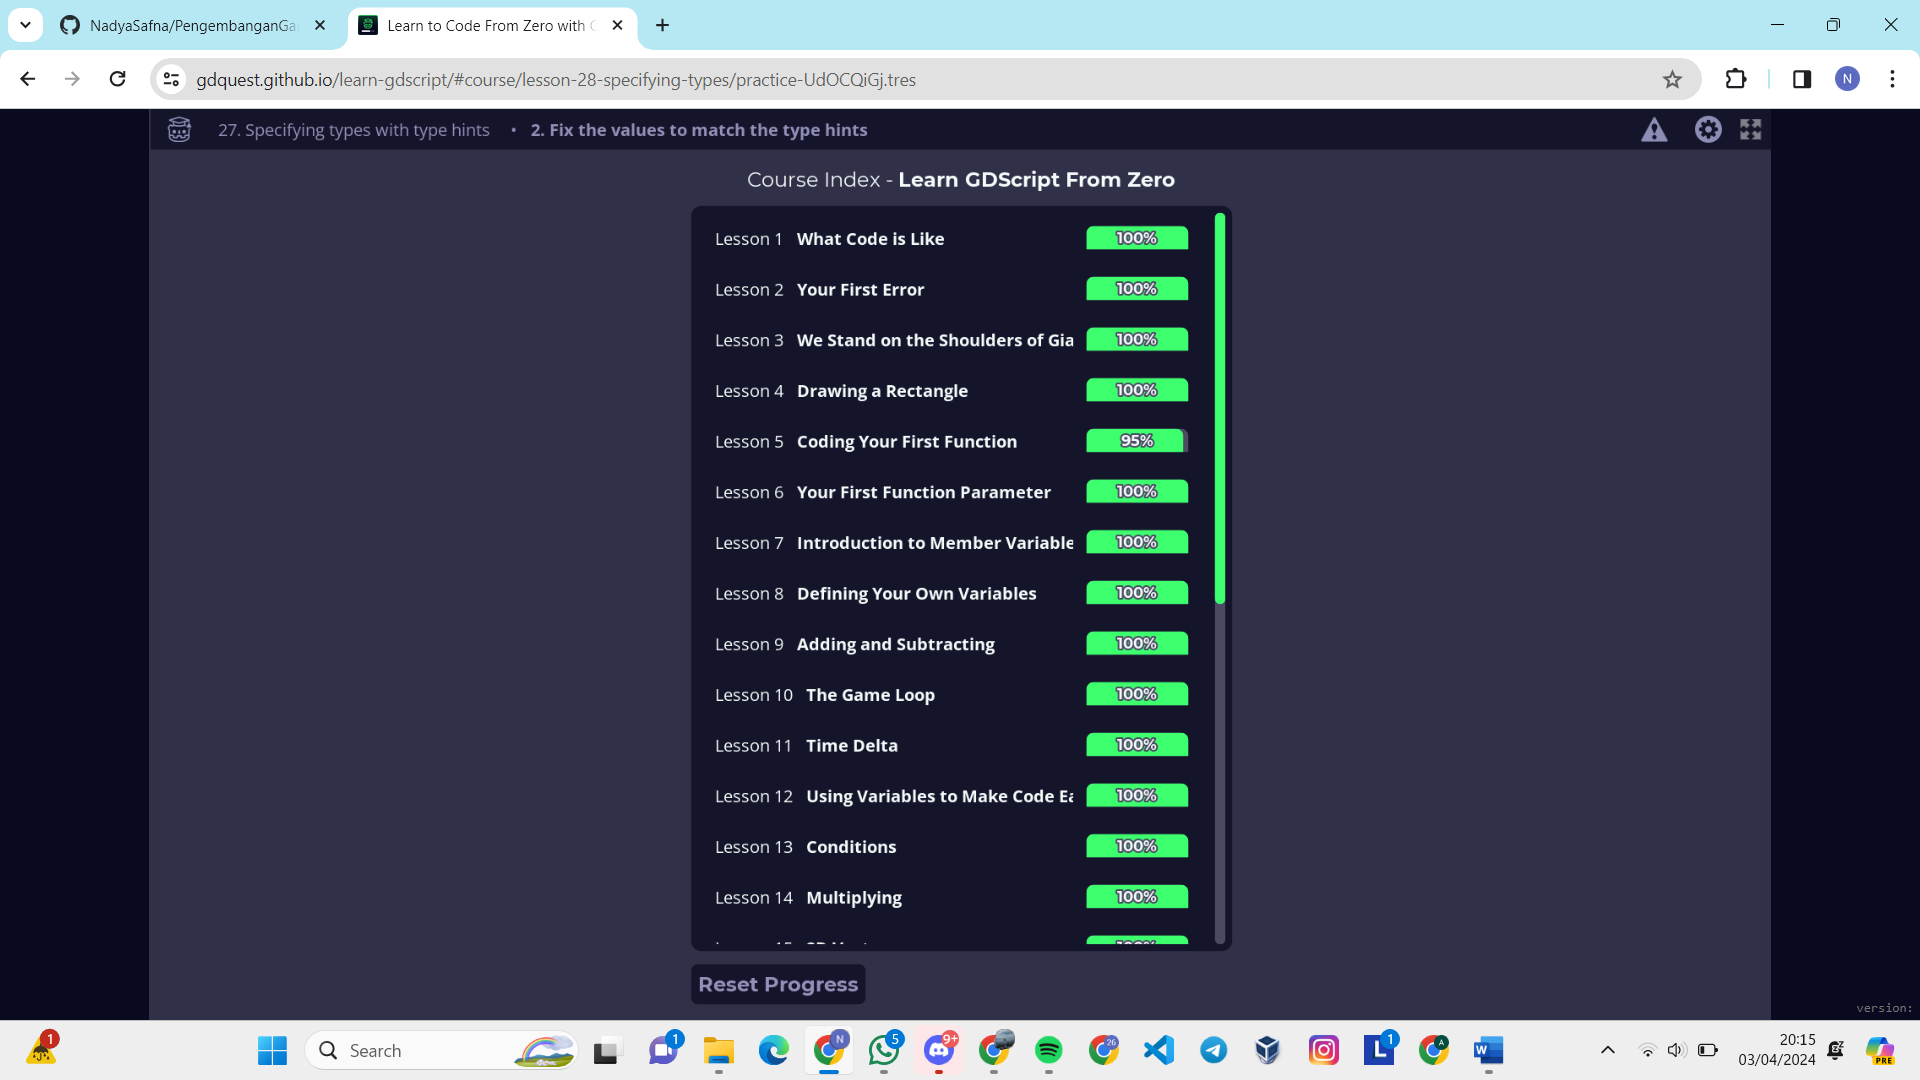 NadyaSafna/PengembanganGa
Learn to Code From Zero with
gdquest.github.io/learn-gdscript/#course/lesson-28-specifying-types/practice-UdOCQiGj.tres
N
27. Specifying types with type hints • 2. Fix the values to match the type hints
Course Index - Learn GDScript From Zero
Lesson 1 What Code is Like 100%
Lesson 2 Your First Error 100%
Lesson 3 We Stand on the Shoulders of Gia 100%
Lesson 4 Drawing a Rectangle 100%
Lesson 5 Coding Your First Function 95%
Lesson 6 Your First Function Parameter 100%
Lesson 7 Introduction to Member Variable 100%
Lesson 8 Defining Your Own Variables 100%
Lesson 9 Adding and Subtracting 100%
Lesson 10 The Game Loop 100%
Lesson 11 Time Delta 100%
Lesson 12 Using Variables to Make Code Ea 100%
Lesson 13 Conditions 100%
Lesson 14 Multiplying 100%
Reset Progress
version:
1
Search
1
N
5
9+
26
L
1
A
W
20:15
03/04/2024
PRE